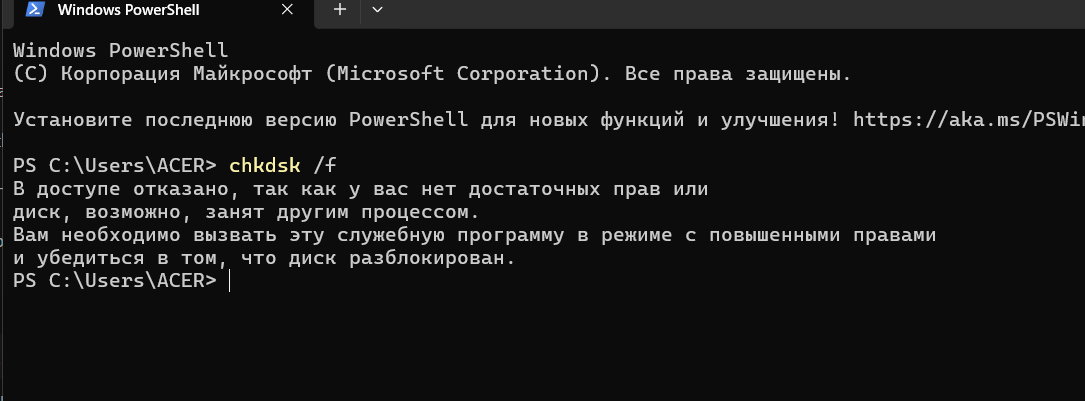 Windows PowerShell
Windows PowerShell
(C) Корпорация Майкрософт (Microsoft Corporation). Все права защищены.
Установите последнюю версию PowerShell для новых функций и улучшения! https://aka.ms/PSWin
PS C:\Users\ACER> chkdsk /f
В доступе отказано, так как у вас нет достаточных прав или
диск, возможно, занят другим процессом.
Вам необходимо вызвать эту служебную программу в режиме с повышенными правами
и убедиться в том, что диск разблокирован.
PS C:\Users\ACER>